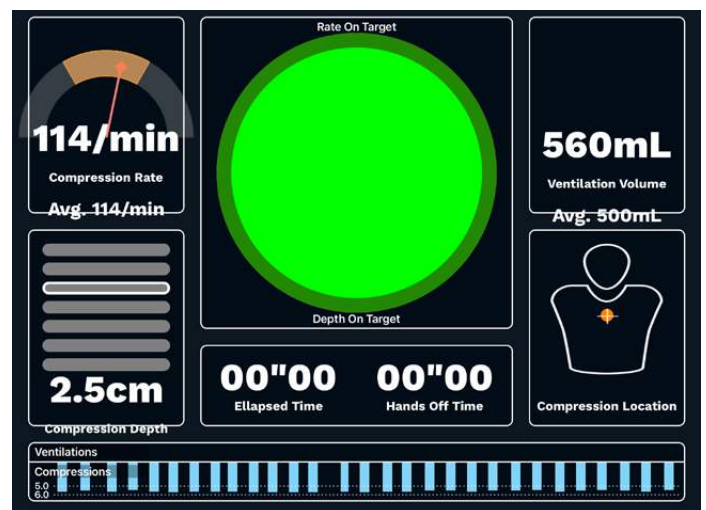 114/min
Compression Rate
Avg. 114/min
Rate On Target
Depth On Target
560mL
Ventilation Volume
Avg. 500mL
2.5cm
Compression Depth
00"00
Ellapsed Time
00"00
Hands Off Time
Compression Location
Ventilations
Compressions
5.0
6.0